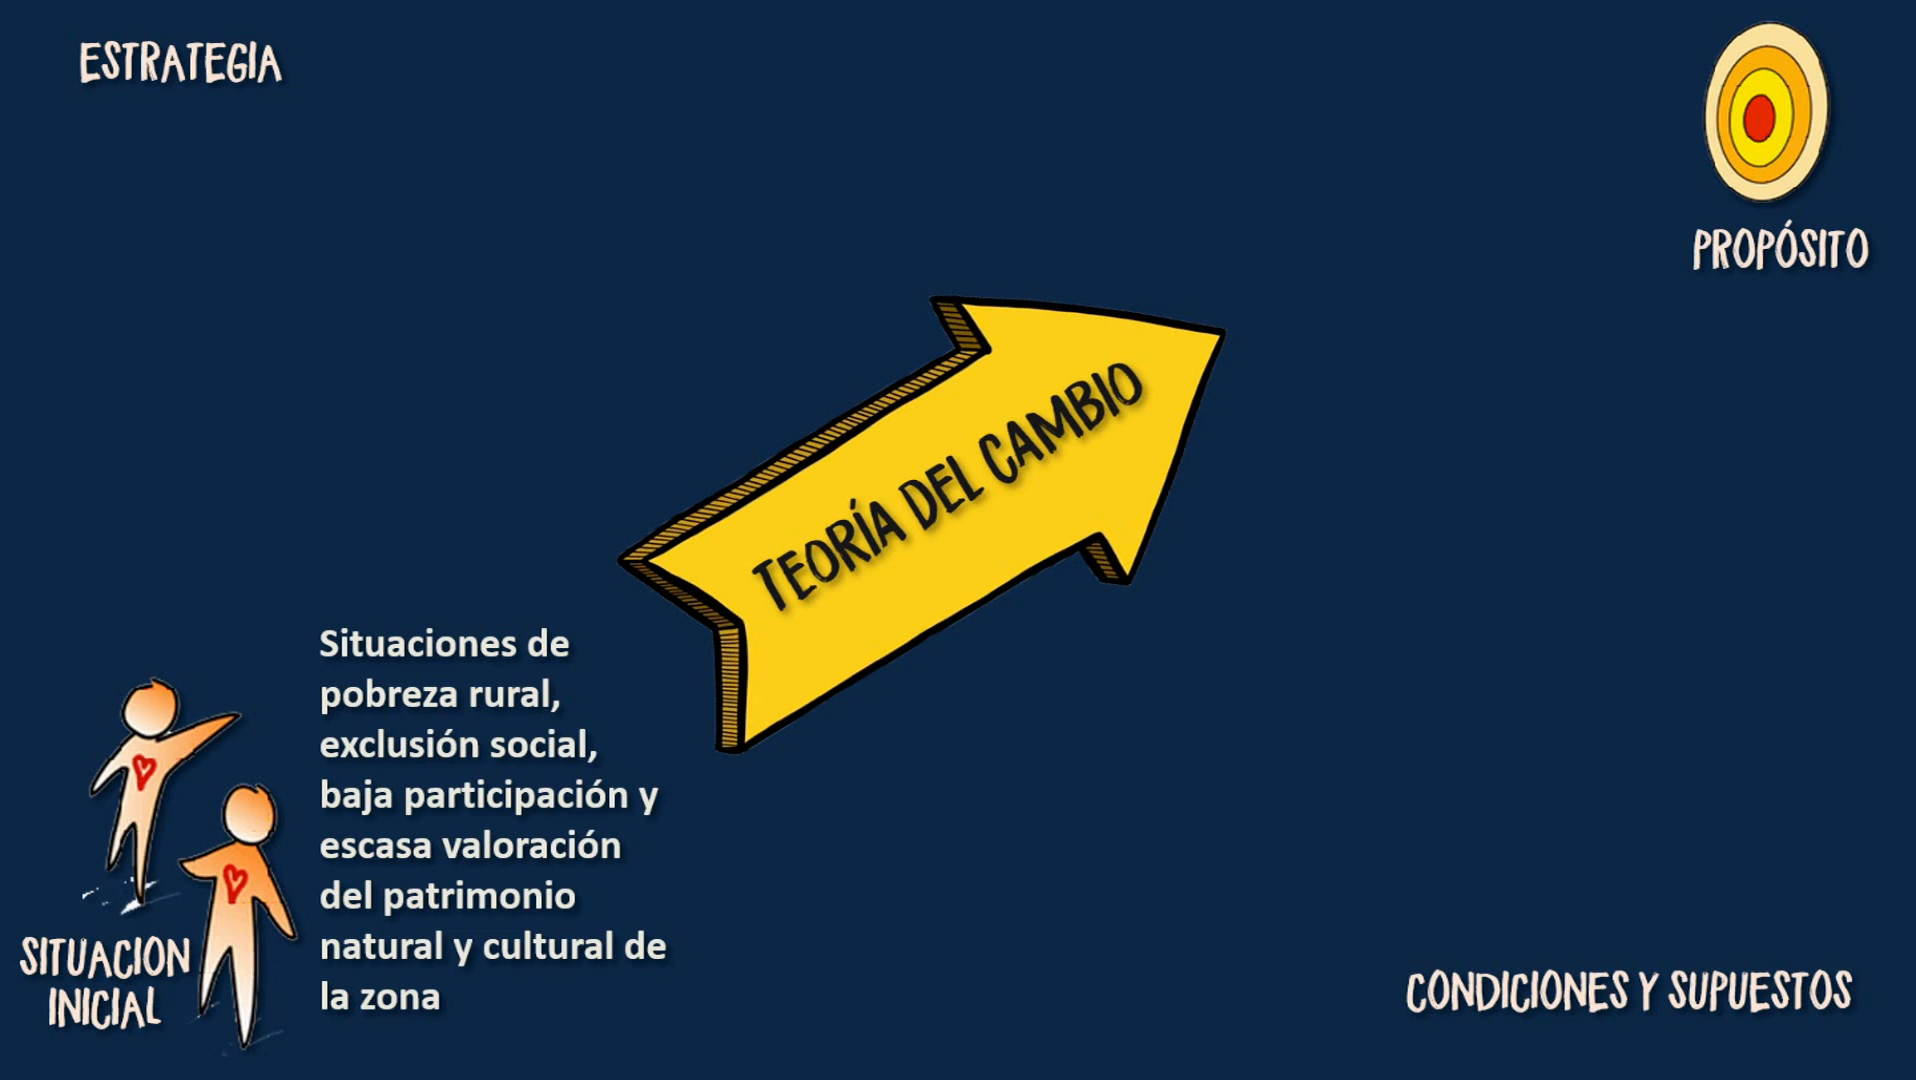 ESTRATEGIA
PROPÓSITO
TEORÍA DEL CAMBIO
Situaciones de
pobreza rural,
exclusión social,
baja participación y
escasa valoración
del patrimonio
natural y cultural de
la zona
SITUACION
INICIAL
CONDICIONES Y SUPUESTOS